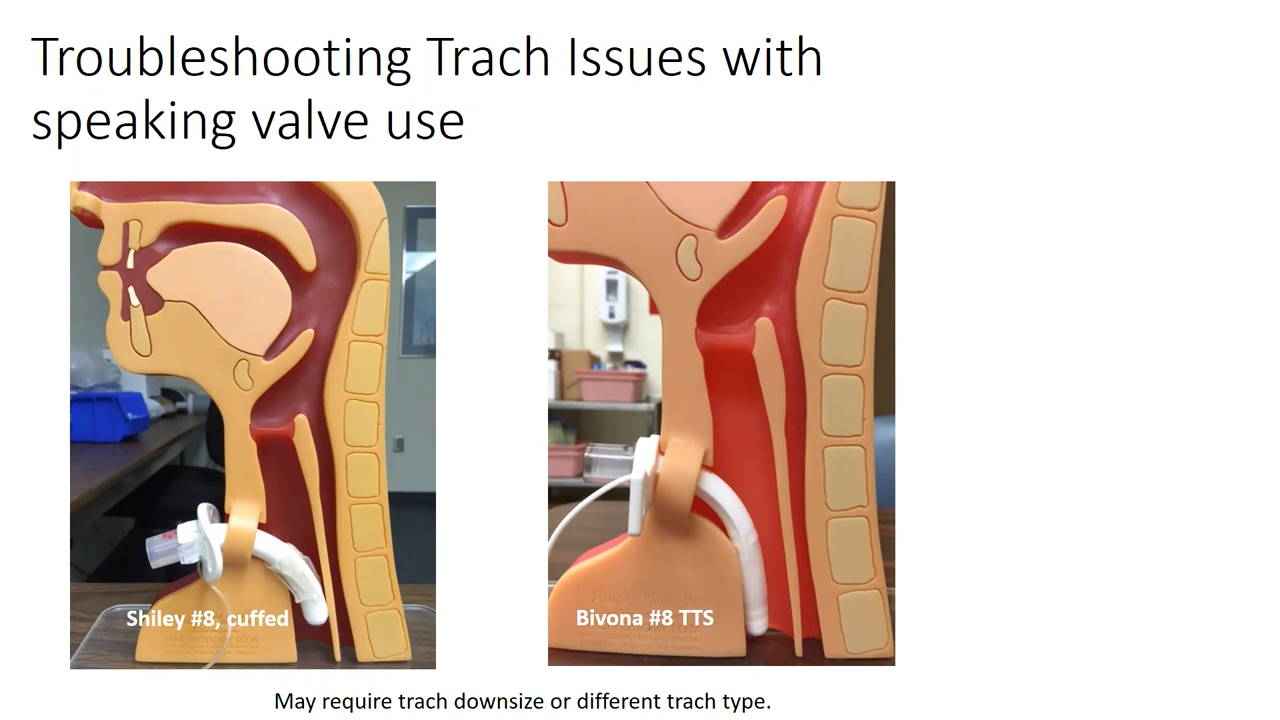 Troubleshooting Trach Issues with
speaking valve use
Shiley #8, cuffed
Bivona #8 TTS
May require trach downsize or different trach type.